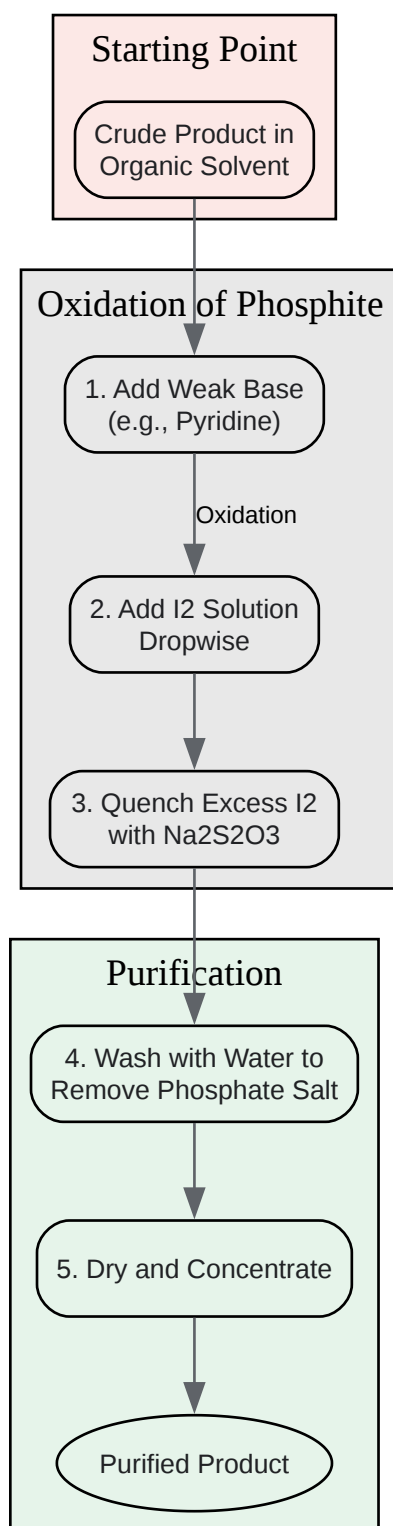 Starting Point
Crude Product in
Organic Solvent
Oxidation of Phosphite
1. Add Weak Base
(e.g., Pyridine)
Oxidation
2. Add I2 Solution
Dropwise
3. Quench Excess I2
with Na2S2O3
Purification
4. Wash with Water to
Remove Phosphate Salt
5. Dry and Concentrate
Purified Product